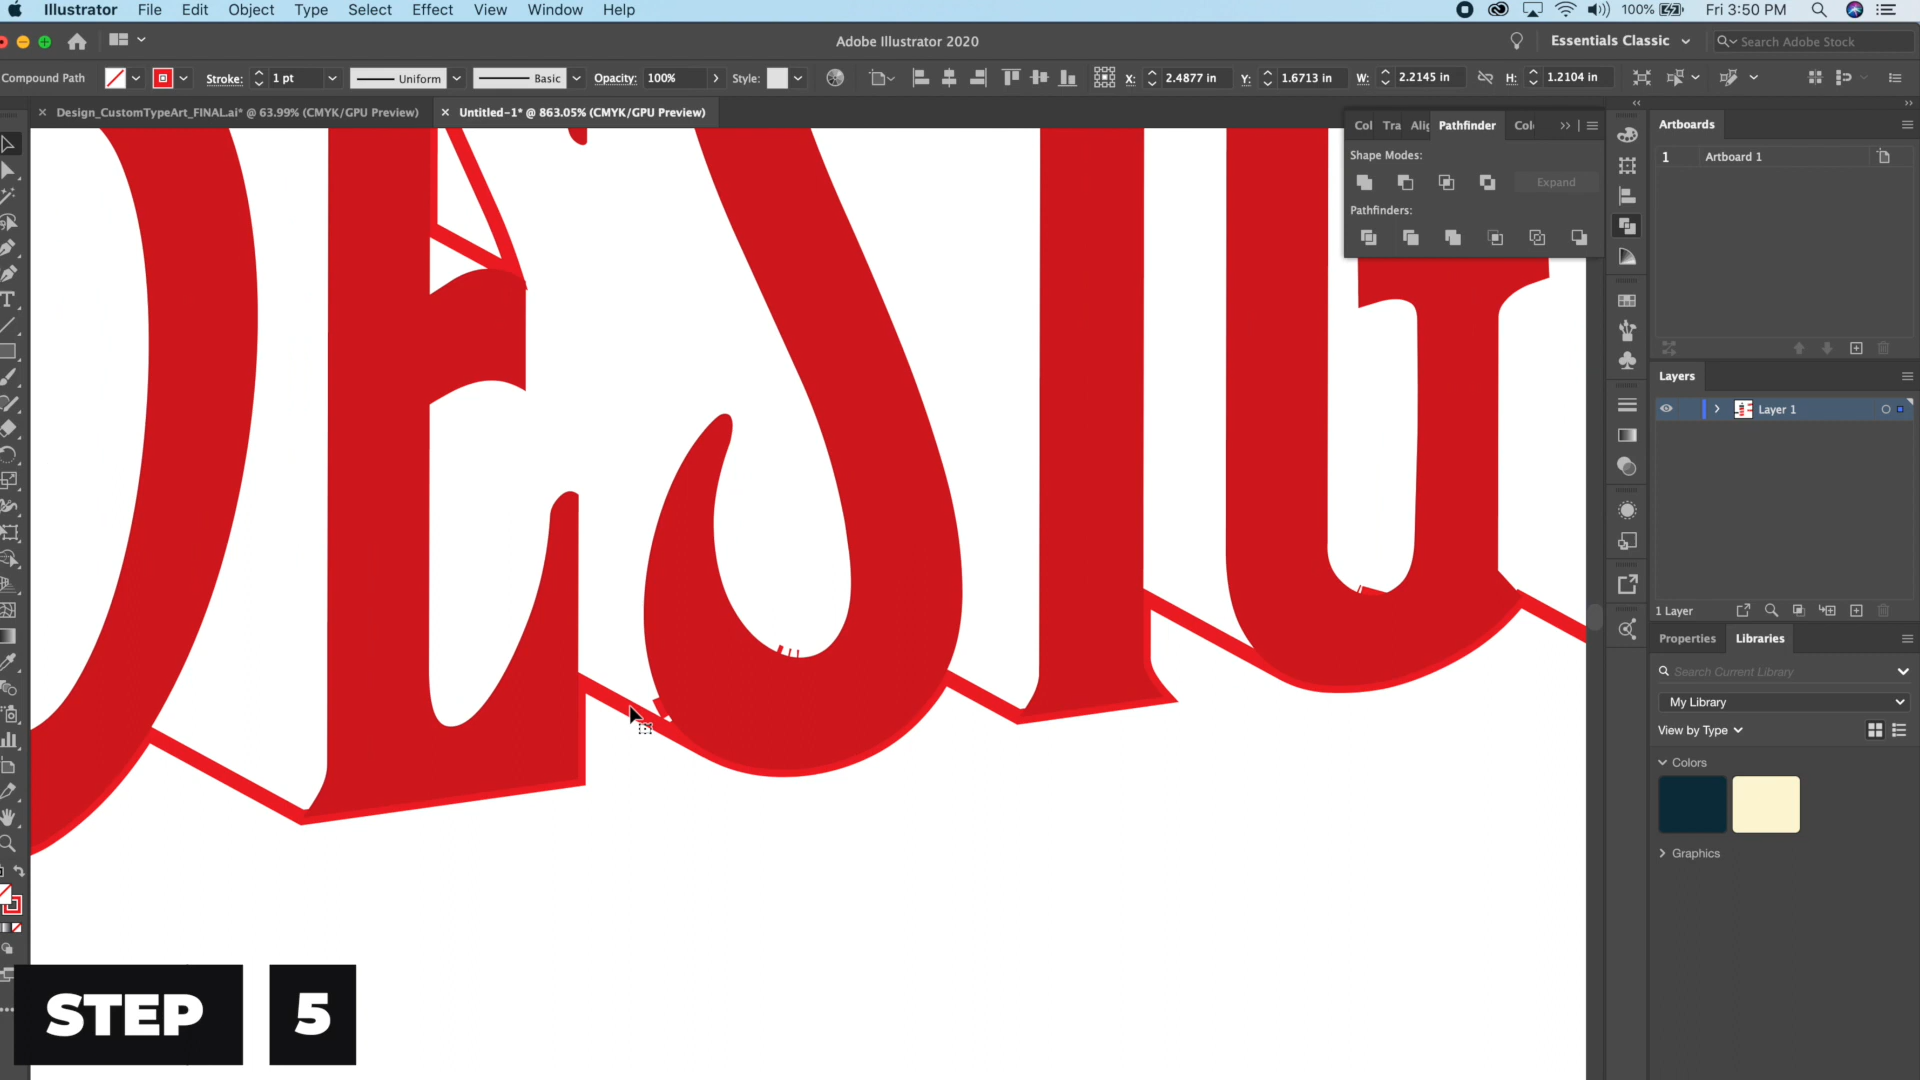 Illustrator File Edit Object Type Select Effect View Window Help 100% Fri 3:50 PM
Adobe Illustrator 2020 Essentials Classic Search Adobe Stock
Compound Path Stroke: 1 pt Uniform Basic Opacity: 100% Style: X: 2.4877 in Y: 1.6713 in W: 2.2145 in H: 1.2104 in
Design_CustomTypeArt_FINAL.ai* @ 63.99% (CMYK/GPU Preview) Untitled-1* @ 863.05% (CMYK/GPU Preview)
Col Tra Alig Pathfinder Col
Shape Modes:
Expand
Pathfinders:
Artboards
1 Artboard 1
Layers
Layer 1
1 Layer
Properties Libraries
Search Current Library
My Library
View by Type
Colors
Graphics
DESIG
STEP 5